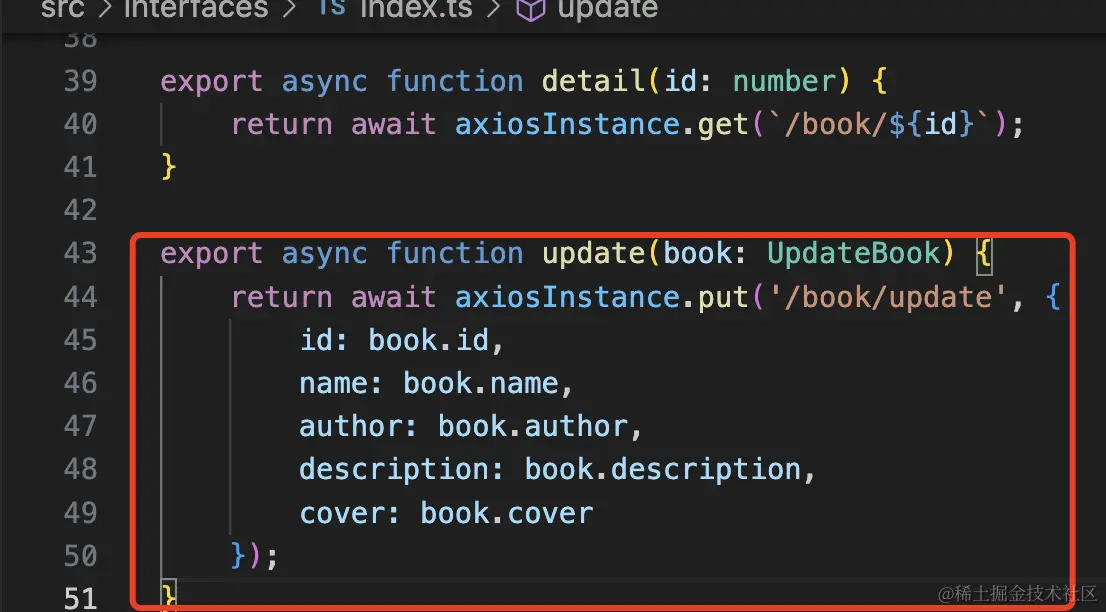 src > interfaces > TS index.ts > update
38
39 export async function detail(id: number) {
40     return await axiosInstance.get(`/book/${id}`);
41 }
42
43 export async function update(book: UpdateBook) {
44     return await axiosInstance.put('/book/update', {
45         id: book.id,
46         name: book.name,
47         author: book.author,
48         description: book.description,
49         cover: book.cover
50     });
51 }
@稀土掘金技术社区